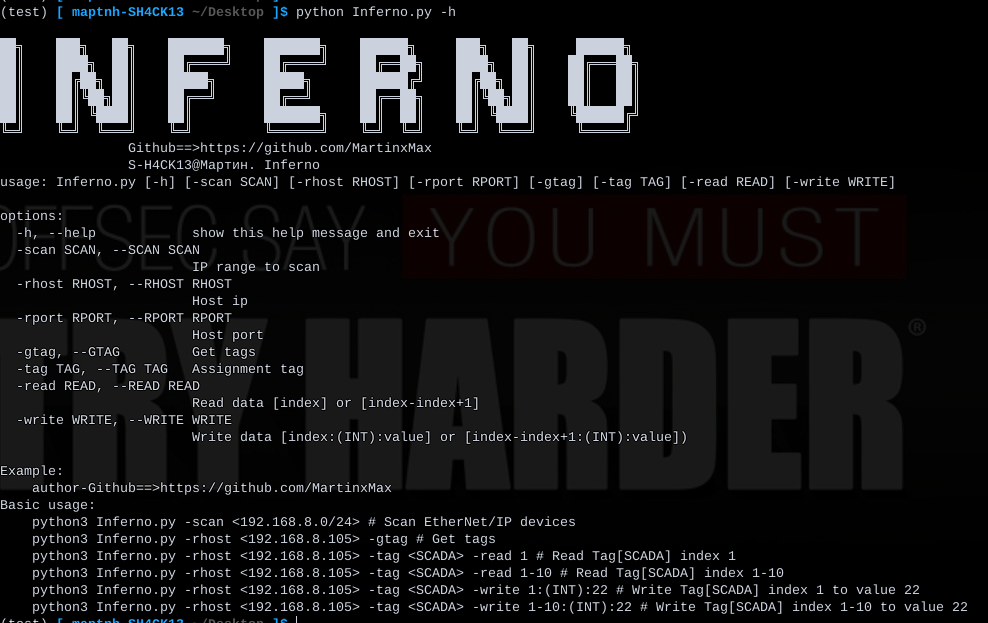 (test) [ maptnh-SH4CK13 ~/Desktop ]$ python Inferno.py -h
INFERNO
Github==>https://github.com/MartinxMax
S-H4CK13@Мартин. Inferno
usage: Inferno.py [-h] [-scan SCAN] [-rhost RHOST] [-rport RPORT] [-gtag] [-tag TAG] [-read READ] [-write WRITE]
options:
-h, --help show this help message and exit
-scan SCAN, --SCAN SCAN
IP range to scan
-rhost RHOST, --RHOST RHOST
Host ip
-rport RPORT, --RPORT RPORT
Host port
-gtag, --GTAG Get tags
-tag TAG, --TAG TAG Assignment tag
-read READ, --READ READ
Read data [index] or [index-index+1]
-write WRITE, --WRITE WRITE
Write data [index:(INT):value] or [index-index+1:(INT):value])
Example:
author-Github==>https://github.com/MartinxMax
Basic usage:
python3 Inferno.py -scan <192.168.8.0/24> # Scan EtherNet/IP devices
python3 Inferno.py -rhost <192.168.8.105> -gtag # Get tags
python3 Inferno.py -rhost <192.168.8.105> -tag <SCADA> -read 1 # Read Tag[SCADA] index 1
python3 Inferno.py -rhost <192.168.8.105> -tag <SCADA> -read 1-10 # Read Tag[SCADA] index 1-10
python3 Inferno.py -rhost <192.168.8.105> -tag <SCADA> -write 1:(INT):22 # Write Tag[SCADA] index 1 to value 22
python3 Inferno.py -rhost <192.168.8.105> -tag <SCADA> -write 1-10:(INT):22 # Write Tag[SCADA] index 1-10 to value 22
(test) [ maptnh-SH4CK13 ~/Desktop ]$
OFFSEC SAY YOU MUST
TRY HARDER®